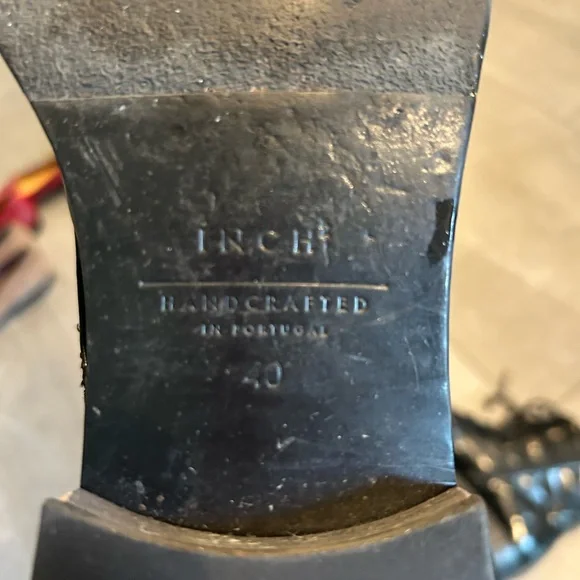 INCH²
HANDCRAFTED
IN PORTUGAL
40